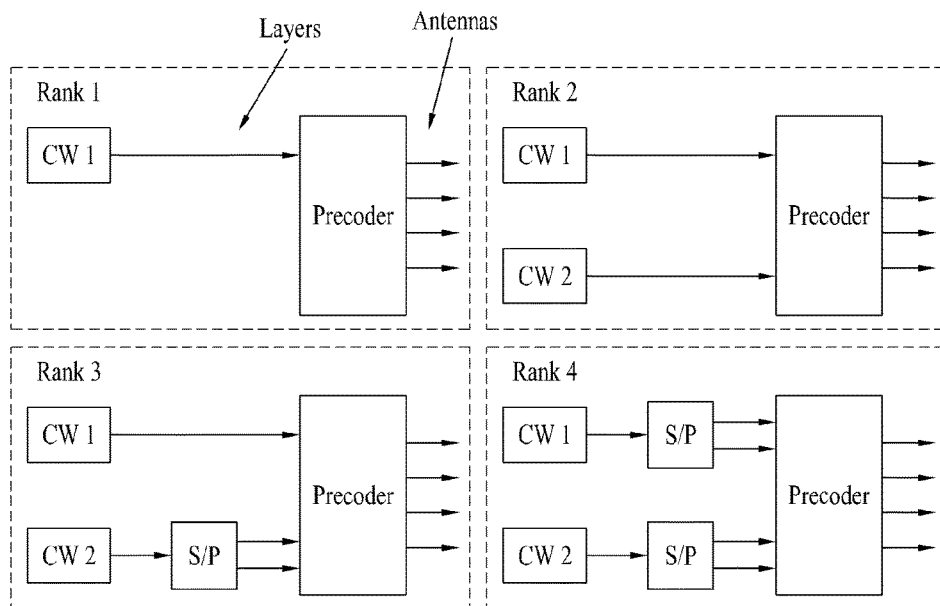 Layers
Antennas
Rank 1
CW 1
Precoder
Rank 2
CW 1
CW 2
Precoder
Rank 3
CW 1
CW 2
S/P
Precoder
Rank 4
CW 1
S/P
CW 2
S/P
Precoder